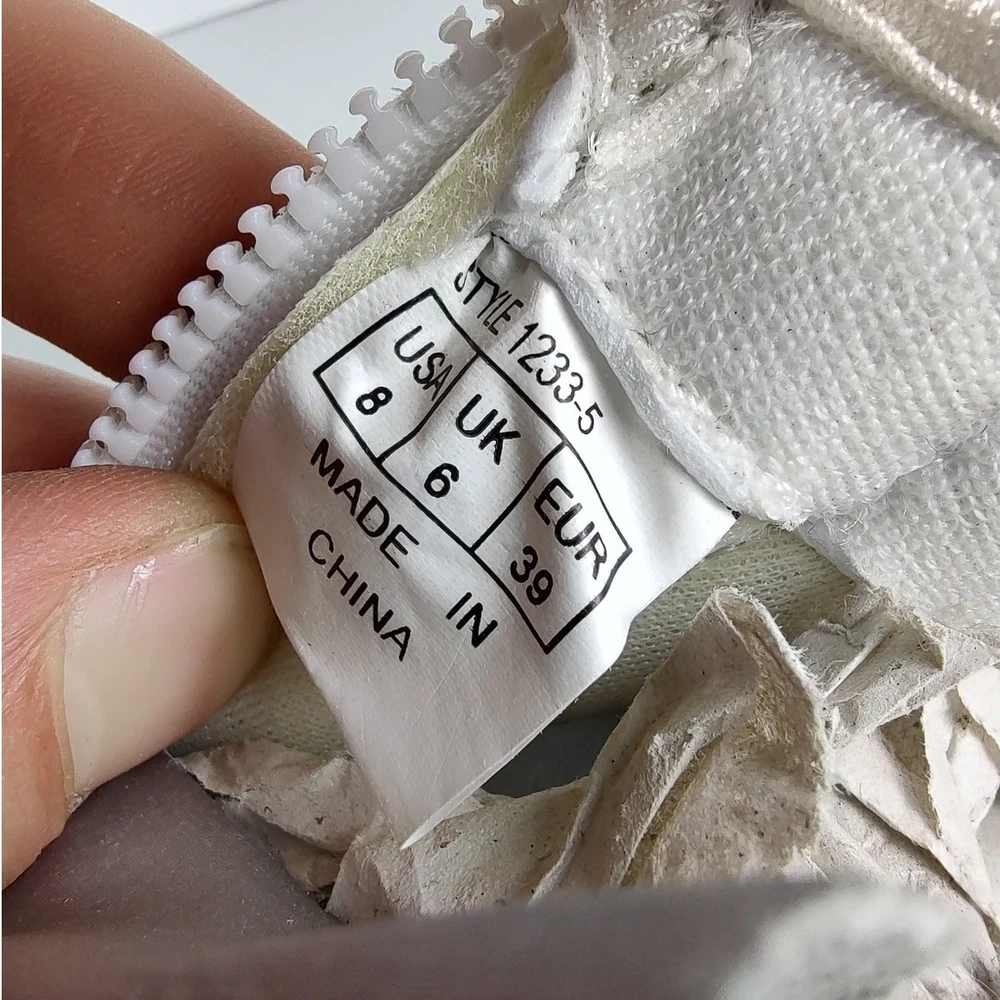 STYLE 1233-5
USA UK EUR
8 6 39
MADE IN
CHINA